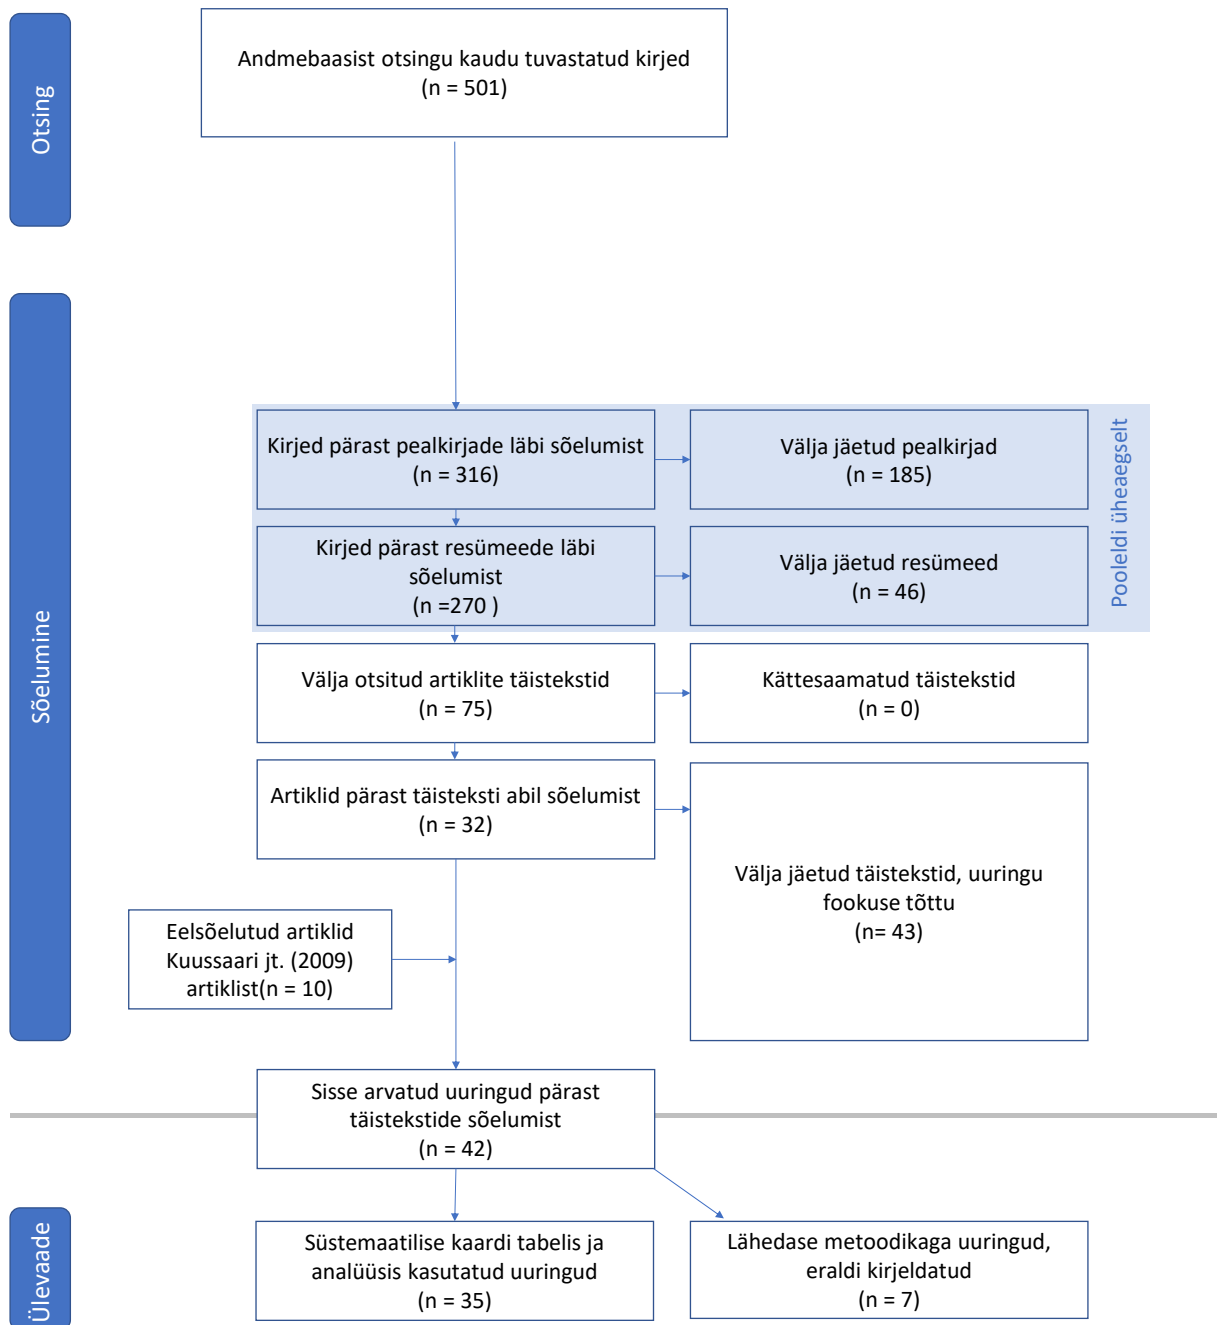 Otsing
Andmebaasist otsingu kaudu tuvastatud kirjed
(n = 501)
Sõelumine
Kirjed pärast pealkirjade läbi sõelumist
(n = 316)
Välja jäetud pealkirjad
(n = 185)
Pooleldi üheaegselt
Kirjed pärast resümeede läbi
sõelumist
(n =270 )
Välja jäetud resümeed
(n = 46)
Välja otsitud artiklite täistekstid
(n = 75)
Kättesaamatud täistekstid
(n = 0)
Artiklid pärast täisteksti abil sõelumist
(n = 32)
Välja jäetud täistekstid, uuringu
fookuse tõttu
(n= 43)
Eelsõelutud artiklid
Kuussaari jt. (2009)
artiklist(n = 10)
Sisse arvatud uuringud pärast
täistekstide sõelumist
(n = 42)
Ülevaade
Süstemaatilise kaardi tabelis ja
analüüsis kasutatud uuringud
(n = 35)
Lähedase metoodikaga uuringud,
eraldi kirjeldatud
(n = 7)